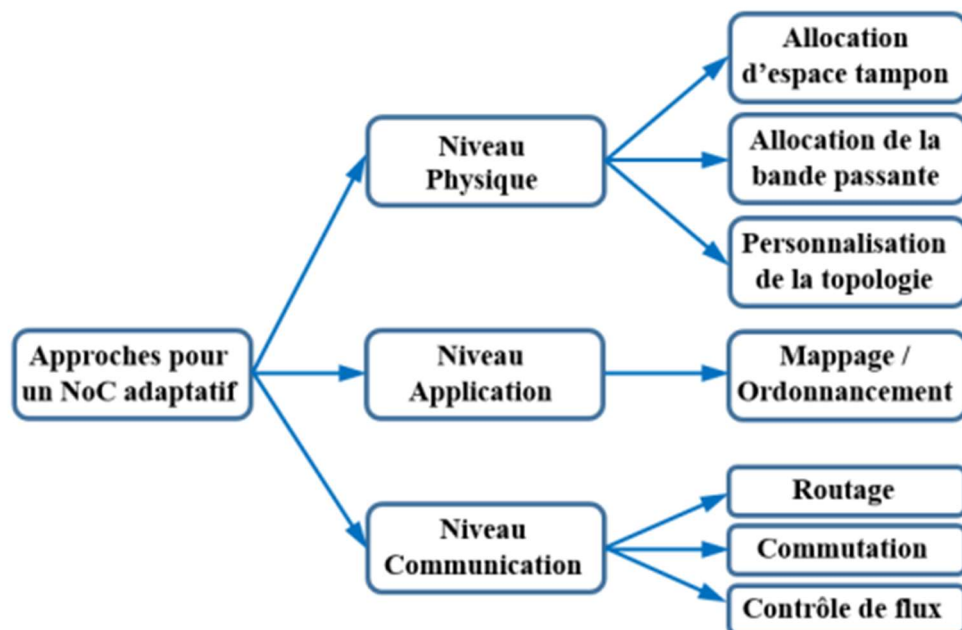 Approches pour
un NoC adaptatif
Niveau
Physique
Allocation
d'espace tampon
Allocation de la
bande passante
Personnalisation
de la topologie
Niveau
Application
Mappage /
Ordonnancement
Niveau
Communication
Routage
Commutation
Contrôle de flux